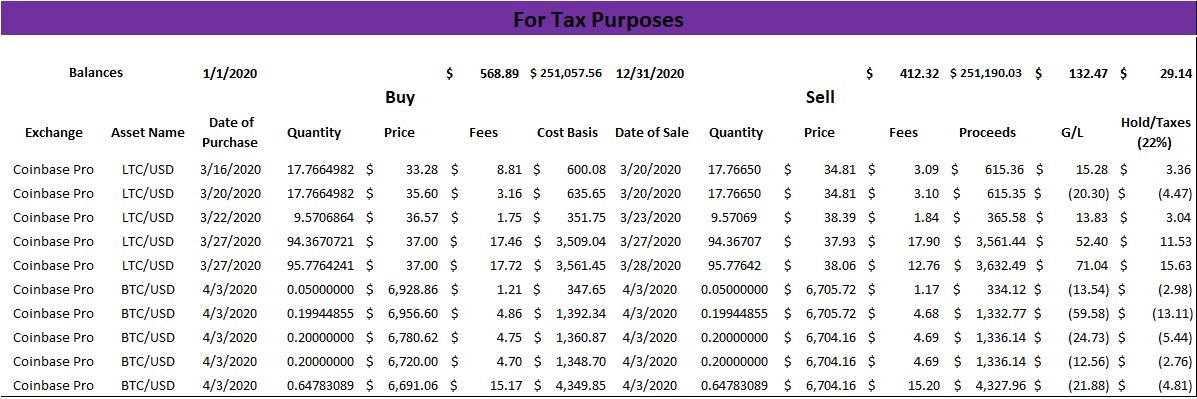 For Tax Purposes
Balances 1/1/2020 $ 568.89 $ 251,057.56 12/31/2020 $ 412.32 $ 251,190.03 $ 132.47 $ 29.14
Buy Sell
Exchange Asset Name Date of Purchase Quantity Price Fees Cost Basis Date of Sale Quantity Price Fees Proceeds G/L Hold/Taxes (22%)
Coinbase Pro LTC/USD 3/16/2020 17.7664982 $ 33.28 $ 8.81 $ 600.08 3/20/2020 17.76650 $ 34.81 $ 3.09 $ 615.36 $ 15.28 $ 3.36
Coinbase Pro LTC/USD 3/20/2020 17.7664982 $ 35.60 $ 3.16 $ 635.65 3/20/2020 17.76650 $ 34.81 $ 3.10 $ 615.35 $ (20.30) $ (4.47)
Coinbase Pro LTC/USD 3/22/2020 9.5706864 $ 36.57 $ 1.75 $ 351.75 3/23/2020 9.57069 $ 38.39 $ 1.84 $ 365.58 $ 13.83 $ 3.04
Coinbase Pro LTC/USD 3/27/2020 94.3670721 $ 37.00 $ 17.46 $ 3,509.04 3/27/2020 94.36707 $ 37.93 $ 17.90 $ 3,561.44 $ 52.40 $ 11.53
Coinbase Pro LTC/USD 3/27/2020 95.7764241 $ 37.00 $ 17.72 $ 3,561.45 3/28/2020 95.77642 $ 38.06 $ 12.76 $ 3,632.49 $ 71.04 $ 15.63
Coinbase Pro BTC/USD 4/3/2020 0.05000000 $ 6,928.86 $ 1.21 $ 347.65 4/3/2020 0.05000000 $ 6,705.72 $ 1.17 $ 334.12 $ (13.54) $ (2.98)
Coinbase Pro BTC/USD 4/3/2020 0.19944855 $ 6,956.60 $ 4.86 $ 1,392.34 4/3/2020 0.19944855 $ 6,705.72 $ 4.68 $ 1,332.77 $ (59.58) $ (13.11)
Coinbase Pro BTC/USD 4/3/2020 0.20000000 $ 6,780.62 $ 4.75 $ 1,360.87 4/3/2020 0.20000000 $ 6,704.16 $ 4.69 $ 1,336.14 $ (24.73) $ (5.44)
Coinbase Pro BTC/USD 4/3/2020 0.20000000 $ 6,720.00 $ 4.70 $ 1,348.70 4/3/2020 0.20000000 $ 6,704.16 $ 4.69 $ 1,336.14 $ (12.56) $ (2.76)
Coinbase Pro BTC/USD 4/3/2020 0.64783089 $ 6,691.06 $ 15.17 $ 4,349.85 4/3/2020 0.64783089 $ 6,704.16 $ 15.20 $ 4,327.96 $ (21.88) $ (4.81)